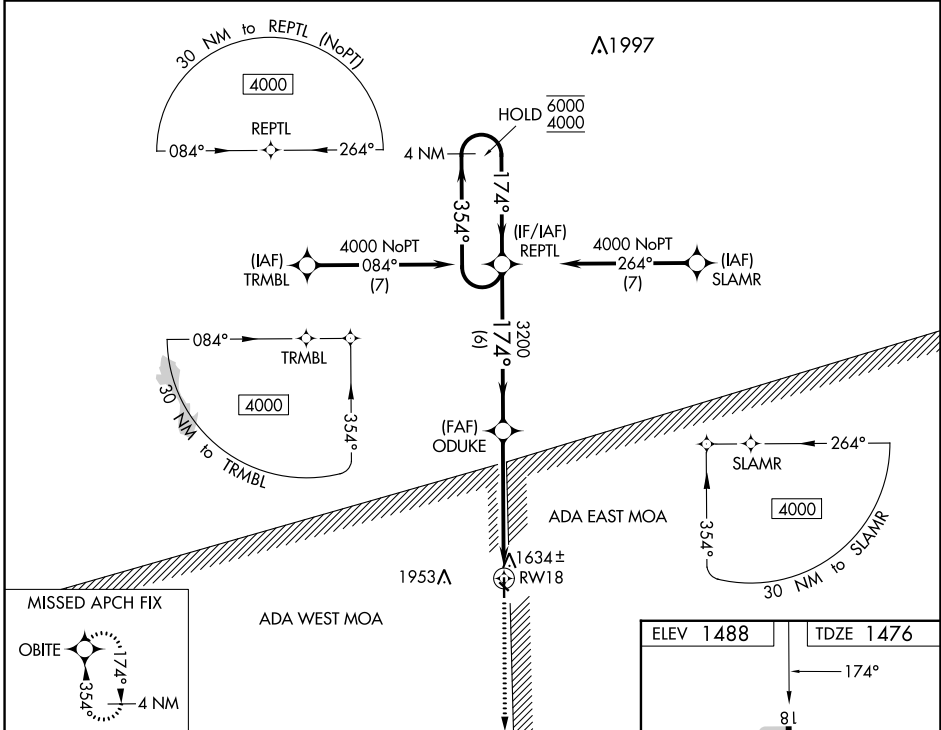 30 NM to REPTL (NoPT)
4000
REPTL
084°
264°
1997
HOLD
6000
4000
4 NM
174°
354°
(IAF)
TRMBL
4000 NoPT
084°
(7)
(IF/IAF)
REPTL
4000 NoPT
264°
(7)
(IAF)
SLAMR
3200
174°
(6)
084°
TRMBL
4000
354°
30 NM to TRMBL
(FAF)
ODUKE
264°
SLAMR
4000
354°
30 NM to SLAMR
ADA EAST MOA
1634±
RW18
1953
ADA WEST MOA
MISSED APCH FIX
OBITE
174°
354°
4 NM
ELEV 1488
TDZE 1476
174°
18